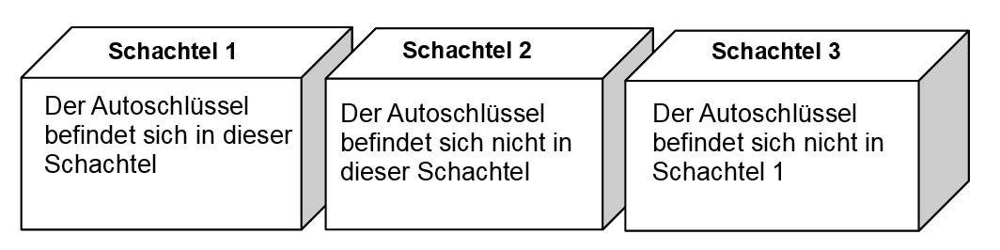 Schachtel 1
Der Autoschlüssel
befindet sich in dieser
Schachtel
Schachtel 2
Der Autoschlüssel
befindet sich nicht in
dieser Schachtel
Schachtel 3
Der Autoschlüssel
befindet sich nicht in
Schachtel 1